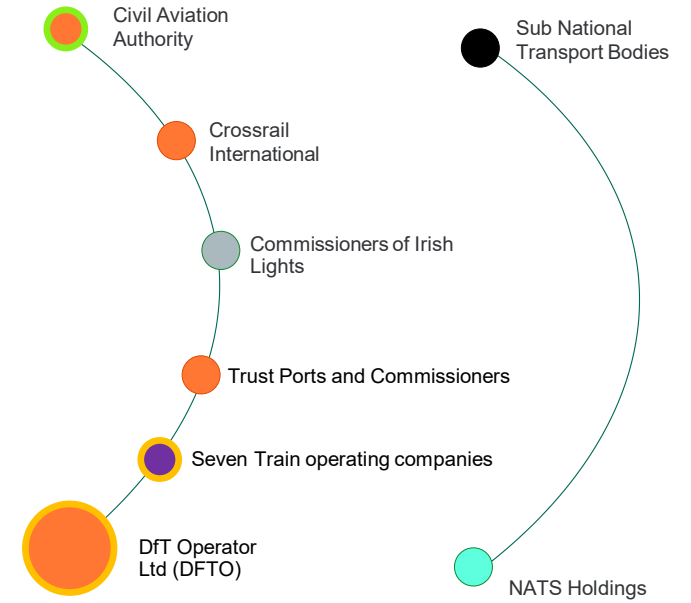 Civil Aviation
Authority
Sub National
Transport Bodies
Crossrail
International
Commissioners of Irish
Lights
Trust Ports and Commissioners
Seven Train operating companies
DfT Operator
Ltd (DFTO)
NATS Holdings